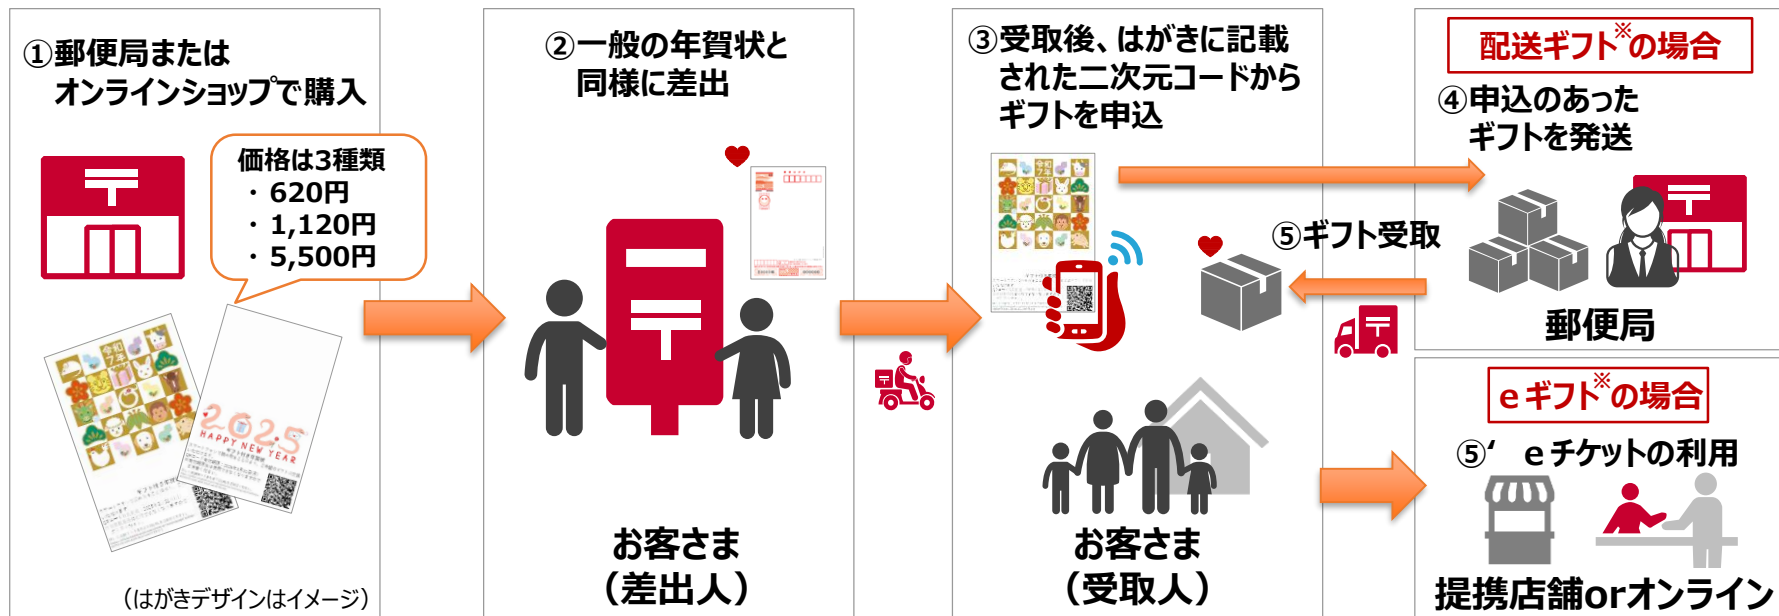 ①郵便局または
オンラインショップで購入
価格は3種類
・ 620円
・ 1,120円
・ 5,500円
令和
7年
2025
HAPPY NEW YEAR
（はがきデザインはイメージ）
②一般の年賀状と
同様に差出
お客さま
（差出人）
③受取後、はがきに記載
された二次元コードから
ギフトを申込
お客さま
（受取人）
配送ギフト※の場合
④申込のあった
ギフトを発送
⑤ギフト受取
郵便局
eギフト※の場合
⑤‘ eチケットの利用
提携店舗orオンライン